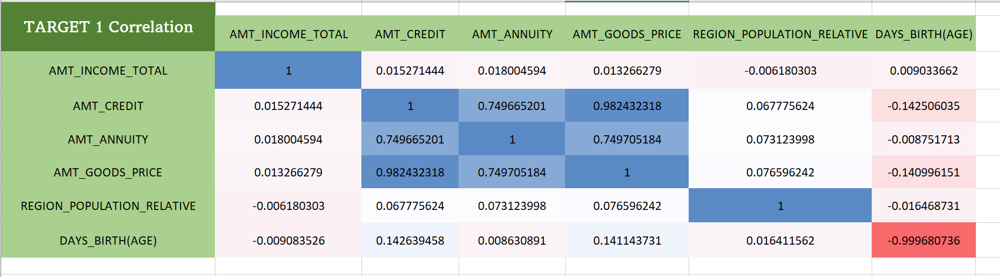 TARGET 1 Correlation
AMT_INCOME_TOTAL AMT_CREDIT AMT_ANNUITY AMT_GOODS_PRICE REGION_POPULATION_RELATIVE DAYS_BIRTH(AGE)
AMT_INCOME_TOTAL 1 0.015271444 0.018004594 0.013266279 -0.006180303 0.009033662
AMT_CREDIT 0.015271444 1 0.749665201 0.982432318 0.067775624 -0.142506035
AMT_ANNUITY 0.018004594 0.749665201 1 0.749705184 0.073123998 -0.008751713
AMT_GOODS_PRICE 0.013266279 0.982432318 0.749705184 1 0.076596242 -0.140996151
REGION_POPULATION_RELATIVE -0.006180303 0.067775624 0.073123998 0.076596242 1 -0.016468731
DAYS_BIRTH(AGE) -0.009083526 0.142639458 0.008630891 0.141143731 0.016411562 -0.999680736